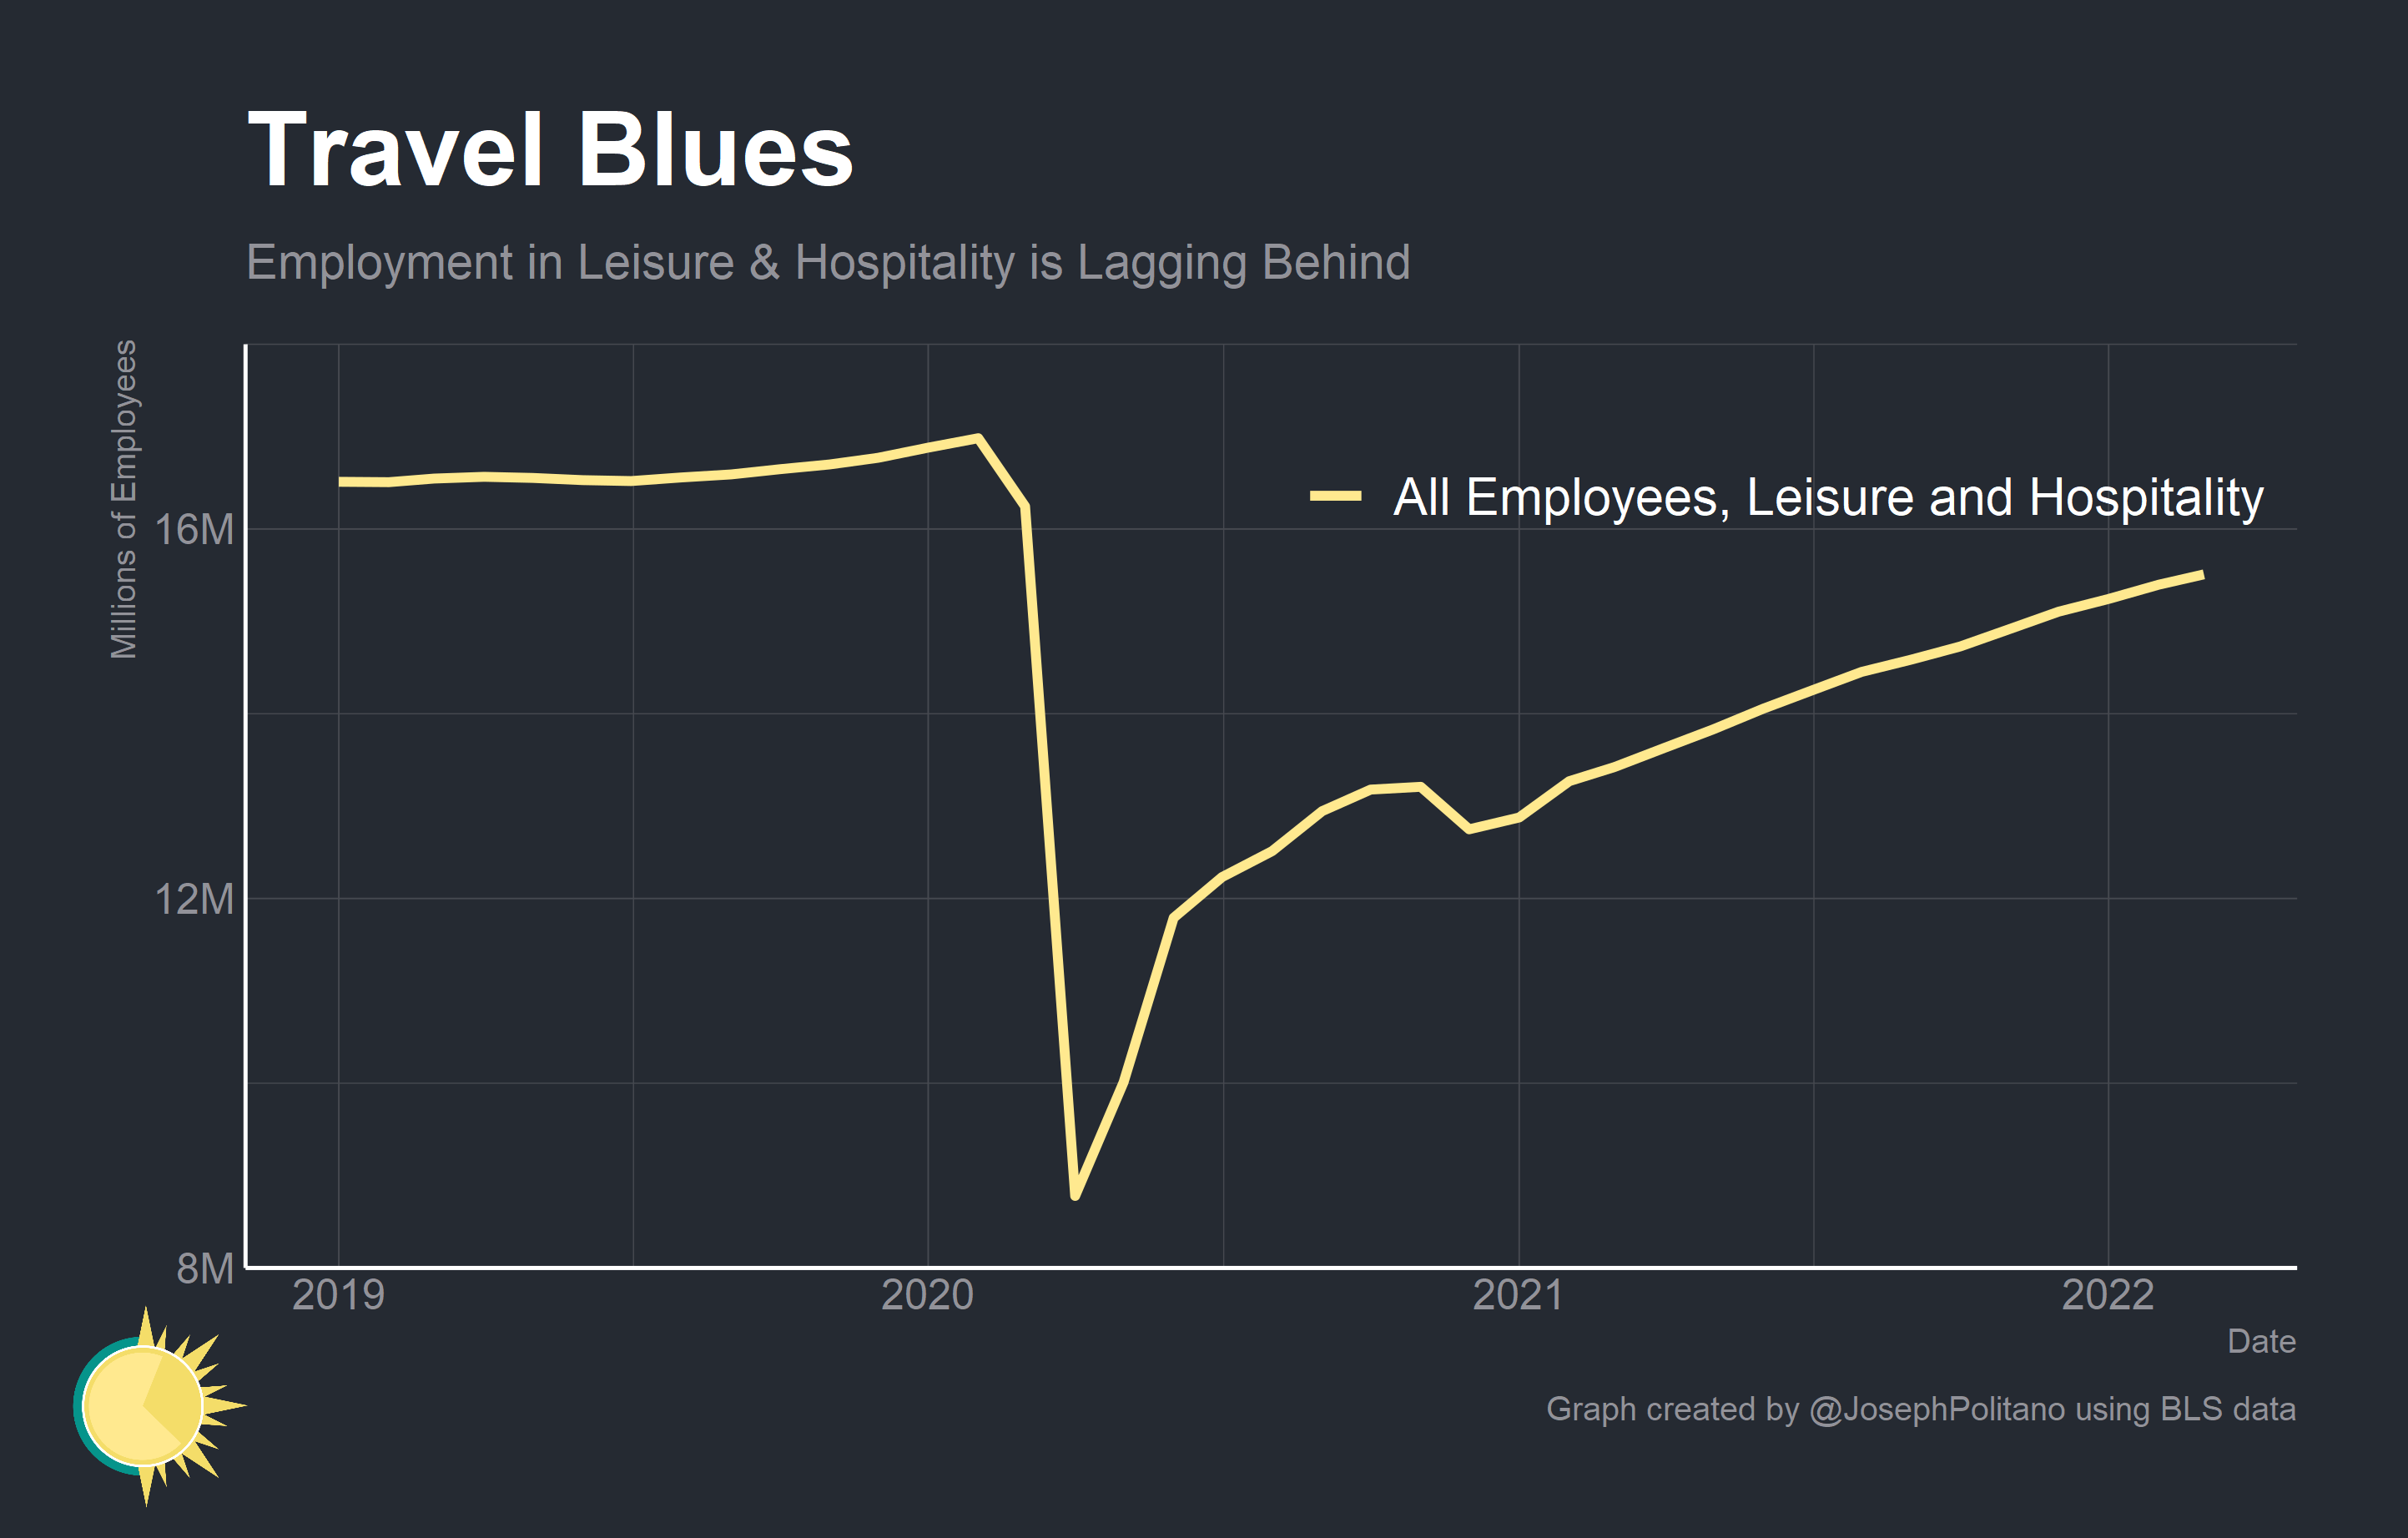 Travel Blues
Employment in Leisure & Hospitality is Lagging Behind
Millions of Employees
All Employees, Leisure and Hospitality
16M
12M
8M
2019
2020
2021
2022
Date
Graph created by @JosephPolitano using BLS data